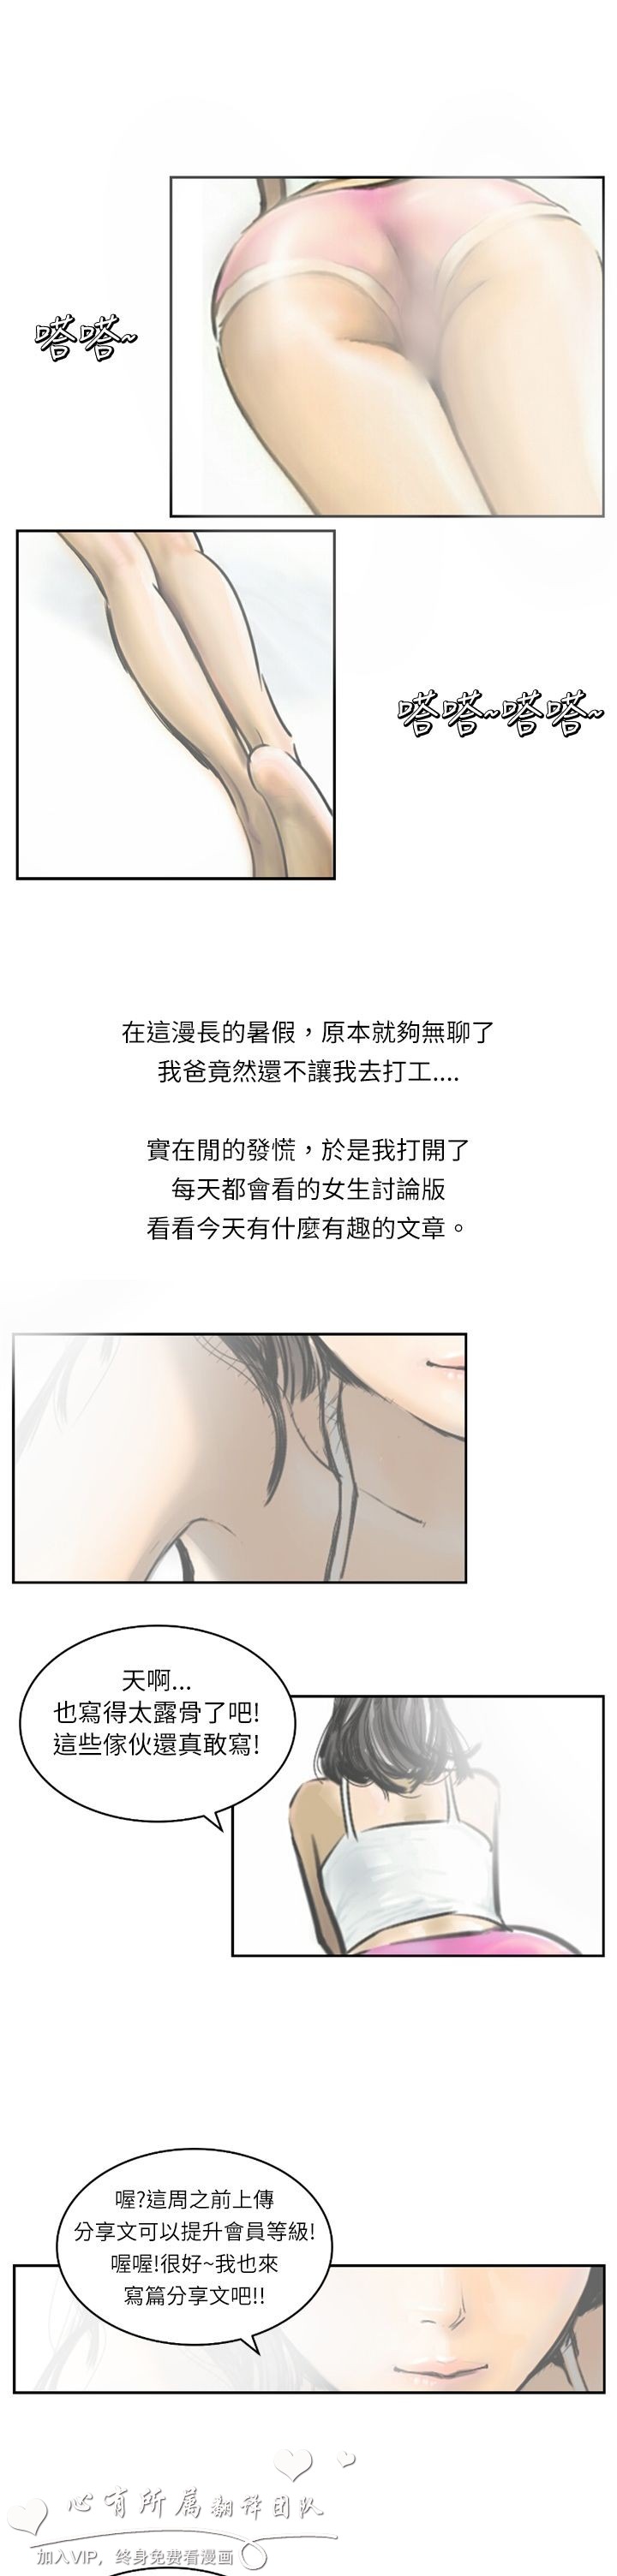 嗒嗒~
嗒嗒~嗒嗒~
在這漫長的暑假，原本就夠無聊了
我爸竟然還不讓我去打工....
實在閒的發慌，於是我打開了
每天都會看的女生討論版
看看今天有什麼有趣的文章。
天啊...
也寫得太露骨了吧!
這些傢伙還真敢寫!
喔?這周之前上傳
分享文可以提升會員等級!
喔喔!很好~我也來
寫篇分享文吧!!
心有所属翻译团队
加入VIP，终身免费看漫画